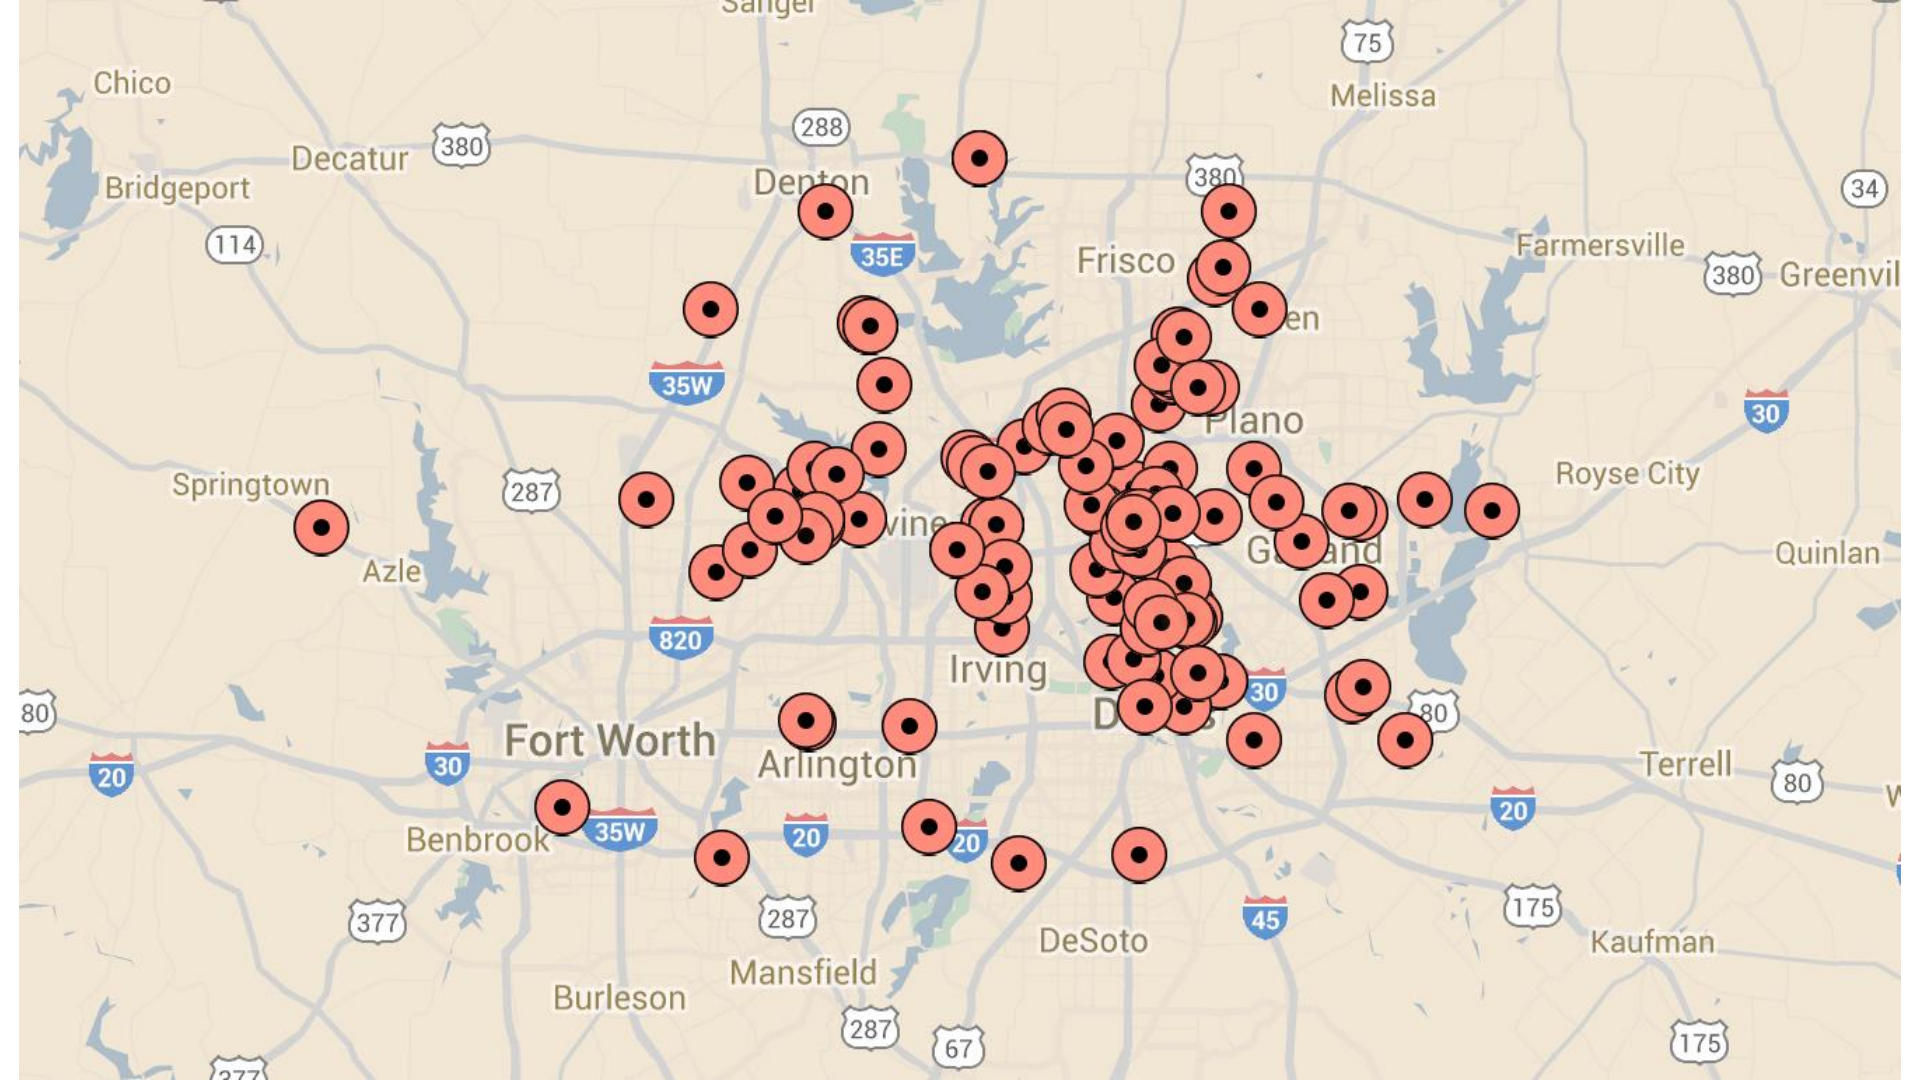 Sanger
75
Chico
Melissa
288
380
Decatur
Denton
380
Bridgeport
34
114
35E
Frisco
Farmersville
380
Greenvil
en
35W
30
Plano
Royse City
Springtown
287
vine
Quinlan
Azle
820
Irving
30
80
80
Fort Worth
Arlington
Terrell
30
20
80
W
20
35W
20
20
Benbrook
175
287
45
377
DeSoto
Kaufman
Mansfield
Burleson
287
67
175
377